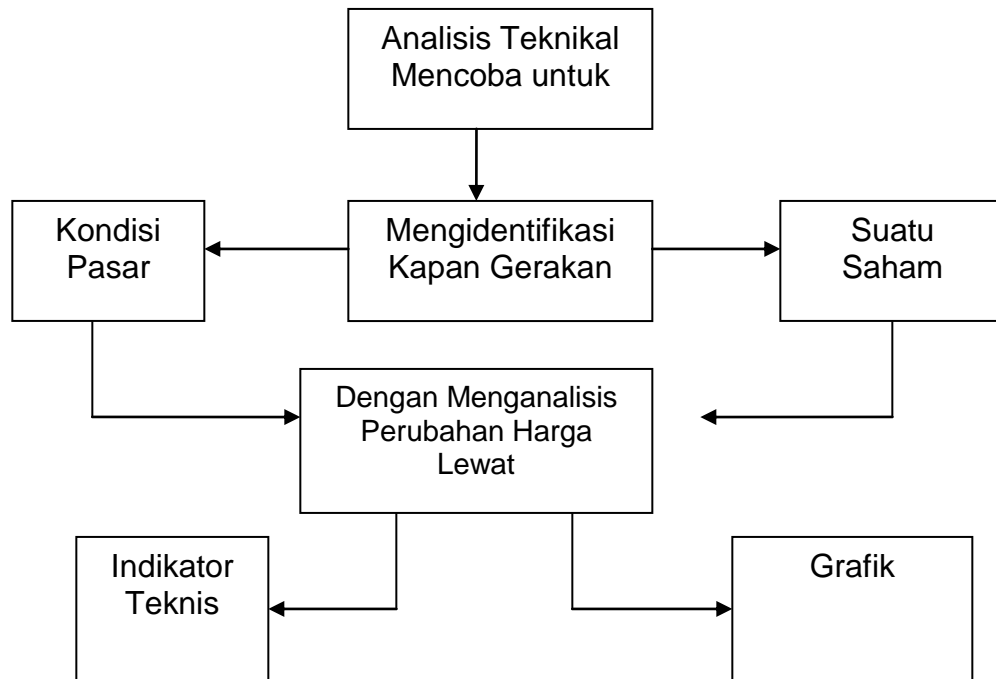 Analisis Teknikal
Mencoba untuk
Kondisi
Pasar
Mengidentifikasi
Kapan Gerakan
Suatu
Saham
Dengan Menganalisis
Perubahan Harga
Lewat
Indikator
Teknis
Grafik